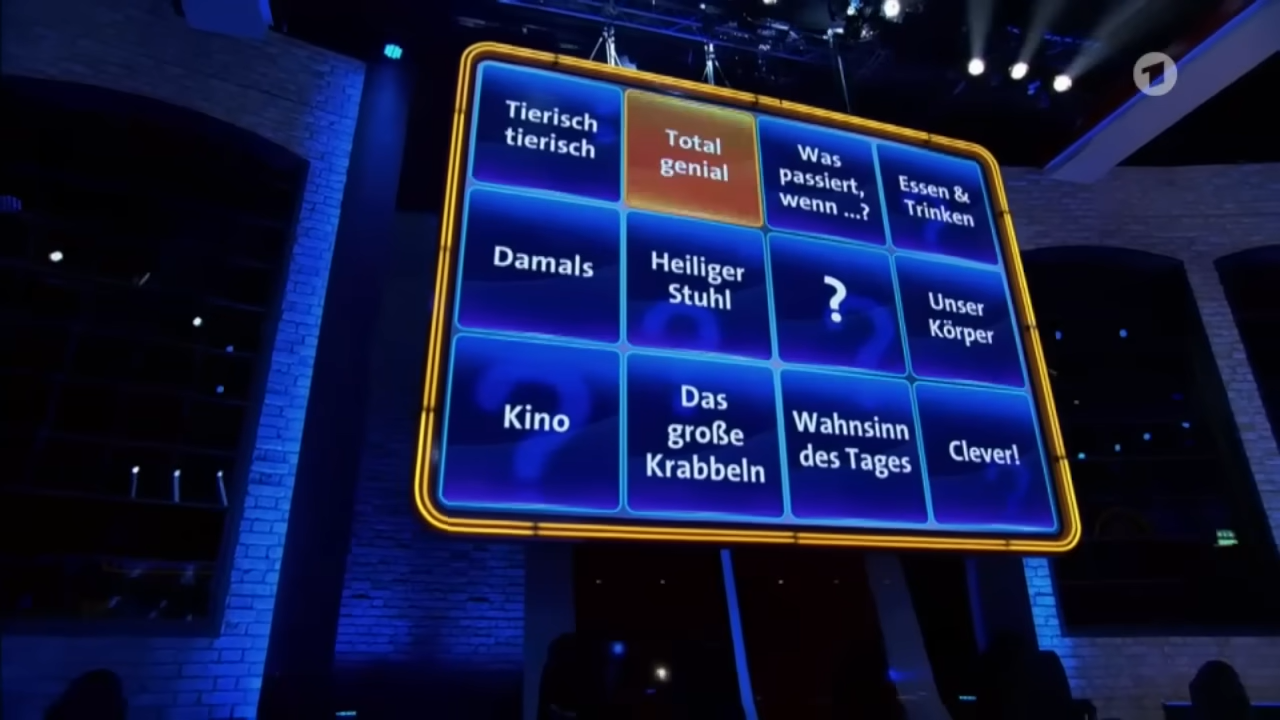 Tierisch
tierisch
Total
genial
Was
passiert,
wenn ...?
Essen &
Trinken
Damals
Heiliger
Stuhl
?
Unser
Körper
Kino
Das
große
Krabbeln
Wahnsinn
des Tages
Clever!
1